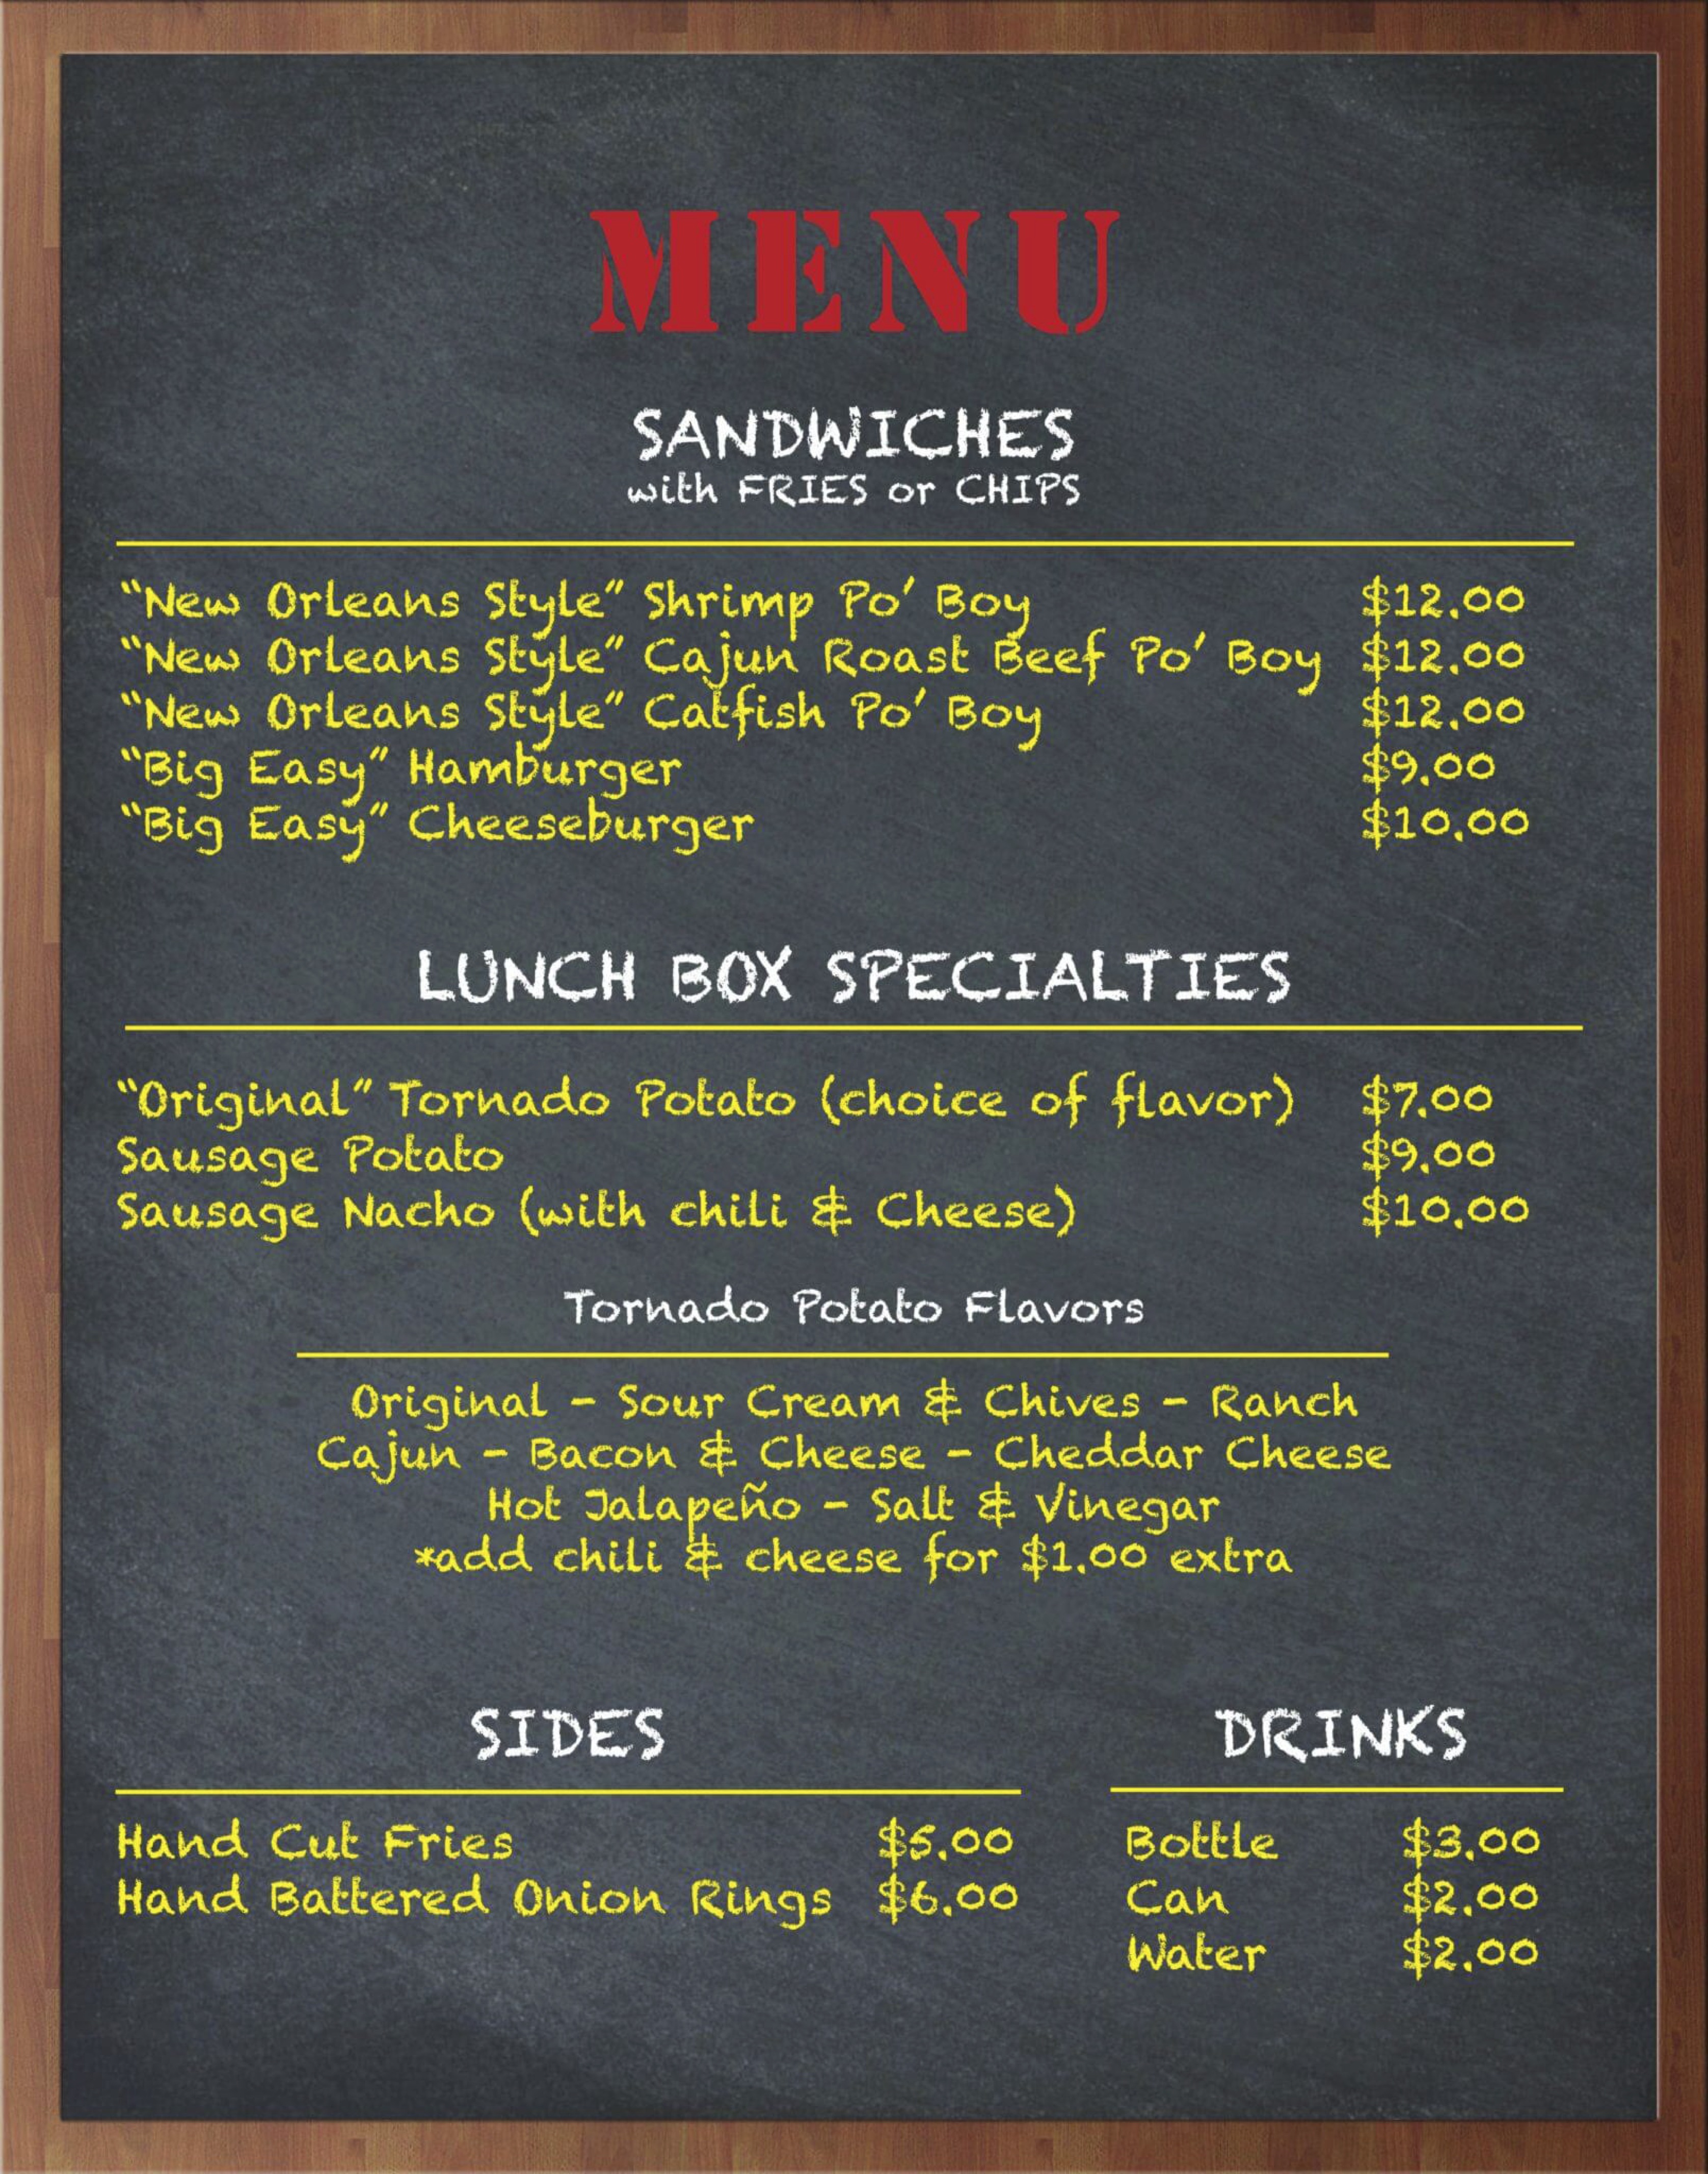 MENU
SANDWICHES
with FRIES or CHIPS
“New Orleans Style” Shrimp Po’ Boy $12.00
“New Orleans Style” Cajun Roast Beef Po’ Boy $12.00
“New Orleans Style” Catfish Po’ Boy $12.00
“Big Easy” Hamburger $9.00
“Big Easy” Cheeseburger $10.00
LUNCH BOX SPECIALTIES
“Original” Tornado Potato (choice of flavor) $7.00
Sausage Potato $9.00
Sausage Nacho (with chili & Cheese) $10.00
Tornado Potato Flavors
Original - Sour Cream & Chives - Ranch
Cajun - Bacon & Cheese - Cheddar Cheese
Hot Jalapeño - Salt & Vinegar
*add chili & cheese for $1.00 extra
SIDES
Hand Cut Fries $5.00
Hand Battered Onion Rings $6.00
DRINKS
Bottle $3.00
Can $2.00
Water $2.00